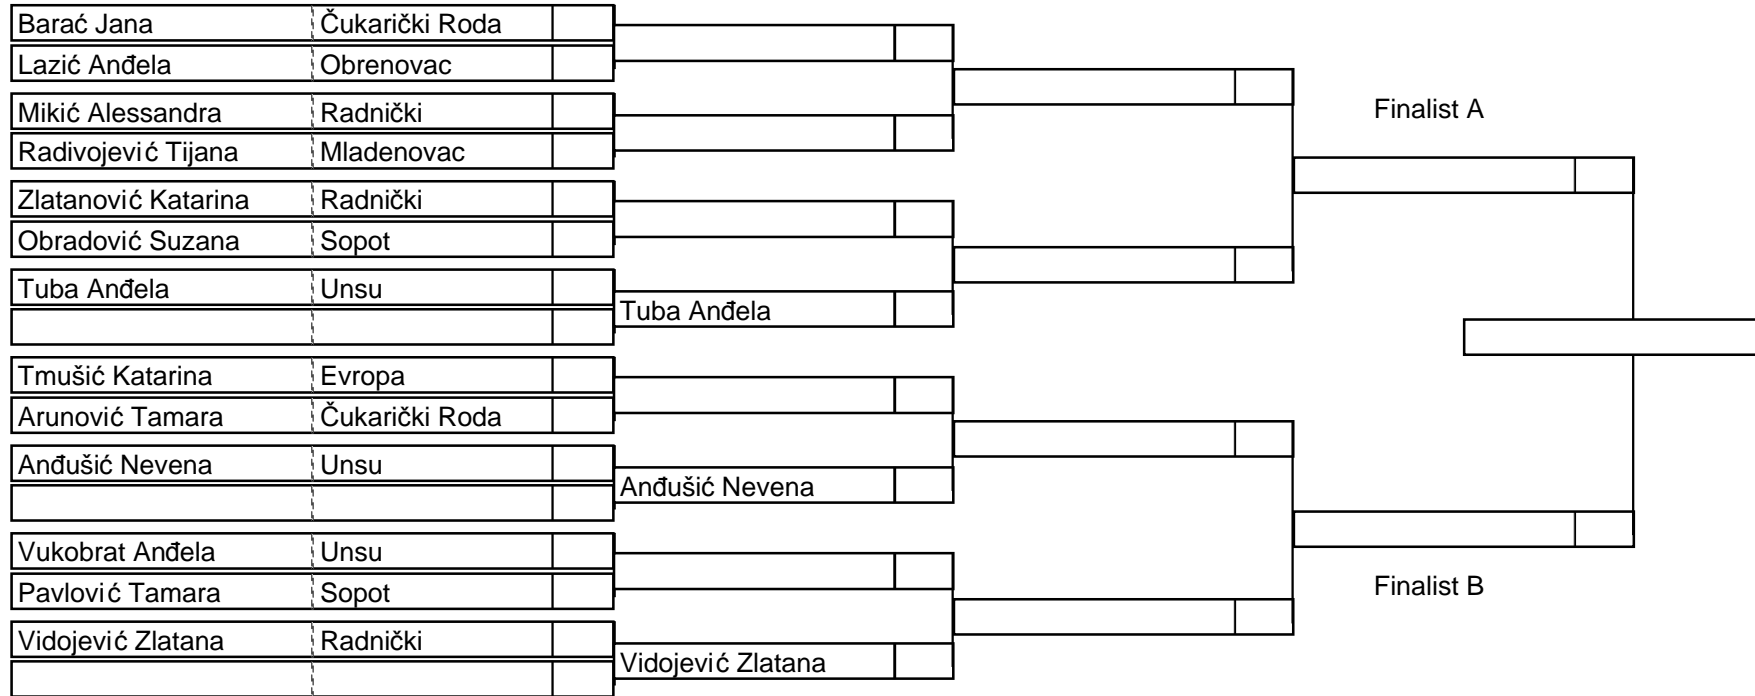 Barać Jana Čukarički Roda
Lazić Anđela Obrenovac
Mikić Alessandra Radnički
Radivojević Tijana Mladenovac
Zlatanović Katarina Radnički
Obradović Suzana Sopot
Tuba Anđela Unsu
Tuba Anđela
Tmušić Katarina Evropa
Arunović Tamara Čukarički Roda
Anđušić Nevena Unsu
Anđušić Nevena
Vukobrat Anđela Unsu
Pavlović Tamara Sopot
Vidojević Zlatana Radnički
Vidojević Zlatana
Finalist A
Finalist B